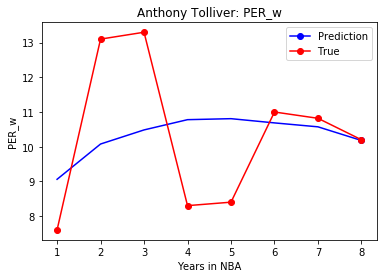 Anthony Tolliver: PER_w
Prediction
True
PER_w
13
12
11
10
9
8
1 2 3 4 5 6 7 8
Years in NBA